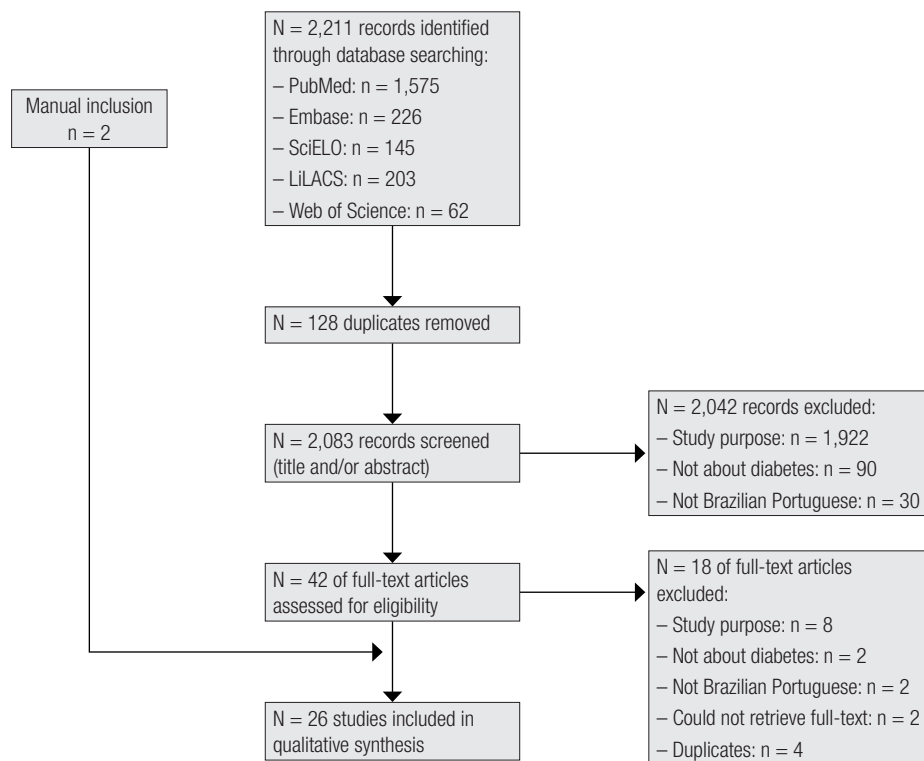 N = 2,211 records identified
through database searching:
– PubMed: n = 1,575
– Embase: n = 226
– SciELO: n = 145
– LiLACS: n = 203
– Web of Science: n = 62
Manual inclusion
n = 2
N = 128 duplicates removed
N = 2,083 records screened
(title and/or abstract)
N = 2,042 records excluded:
– Study purpose: n = 1,922
– Not about diabetes: n = 90
– Not Brazilian Portuguese: n = 30
N = 42 of full-text articles
assessed for eligibility
N = 18 of full-text articles
excluded:
– Study purpose: n = 8
– Not about diabetes: n = 2
– Not Brazilian Portuguese: n = 2
– Could not retrieve full-text: n = 2
– Duplicates: n = 4
N = 26 studies included in
qualitative synthesis